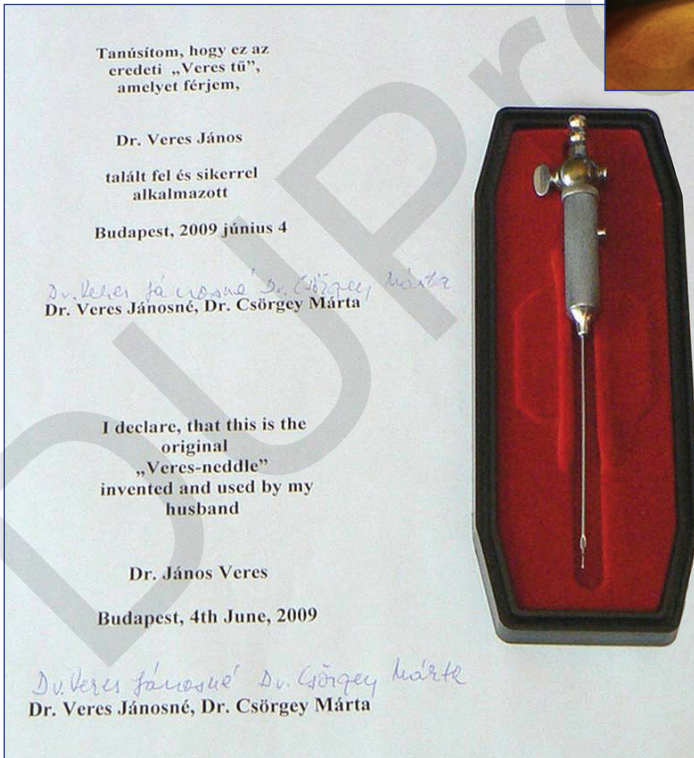 Tanúsítom, hogy ez az
eredeti „Veres tű”,
amelyet férjem,
Dr. Veres János
talált fel és sikerrel
alkalmazott
Budapest, 2009 június 4
Dr. Veres Jánosné Dr. Csörgey Márta
Dr. Veres Jánosné, Dr. Csörgey Márta
I declare, that this is the
original
„Veres-neddle”
invented and used by my
husband
Dr. János Veres
Budapest, 4th June, 2009
Dr. Veres Jánosné Dr. Csörgey Márta
Dr. Veres Jánosné, Dr. Csörgey Márta
DUPr